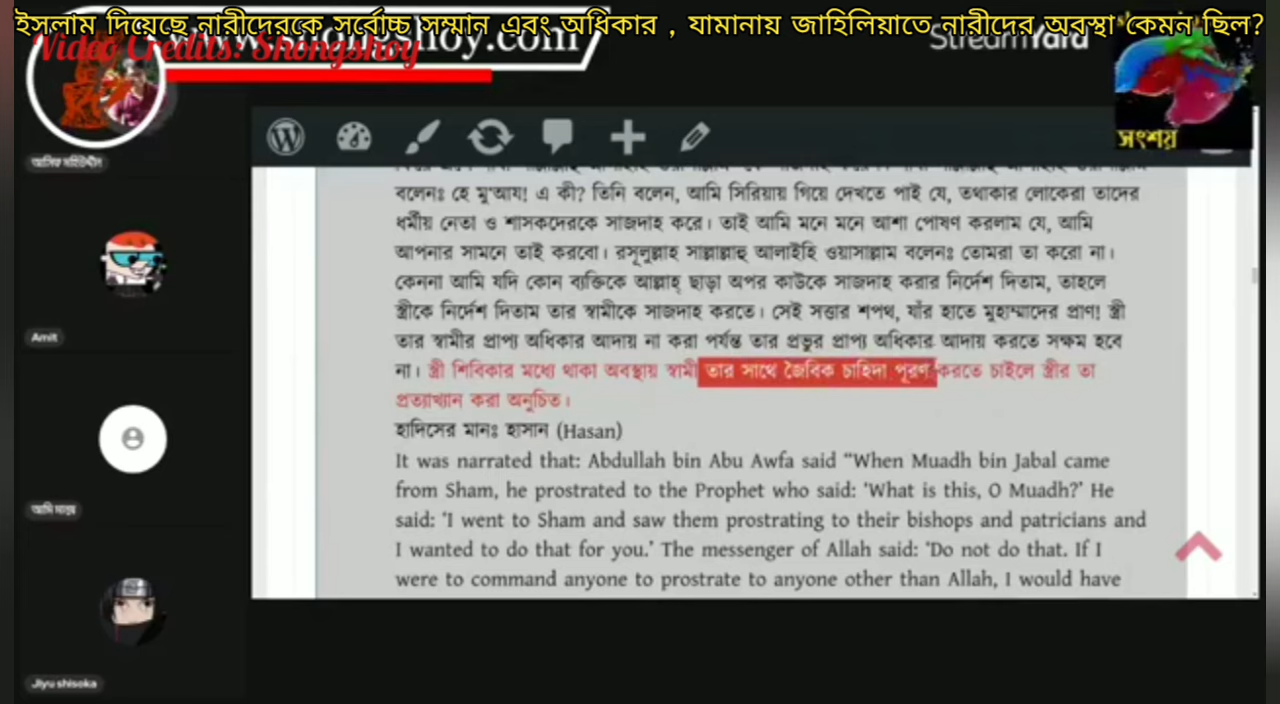 ইসলাম দিয়েছে নারীদেরকে সর্বোচ্চ সম্মান এবং অধিকার , যামানায় জাহিলিয়াতে নারীদের অবস্থা কেমন ছিল?
Video Credits: Shongshoy
www.shongshoy.com
StreamYard
সংশয়
আসিফ মহিউদ্দীন
Amit
আমি মানুষ
Jiyu shisoka
বলেনঃ হে মু'আয! এ কী? তিনি বলেন, আমি সিরিয়ায় গিয়ে দেখতে পাই যে, তথাকার লোকেরা তাদের
ধর্মীয় নেতা ও শাসকদেরকে সাজদাহ করে। তাই আমি মনে মনে আশা পোষণ করলাম যে, আমি
আপনার সামনে তাই করবো। রসূলুল্লাহ সাল্লাল্লাহু আলাইহি ওয়াসাল্লাম বলেনঃ তোমরা তা করো না।
কেননা আমি যদি কোন ব্যক্তিকে আল্লাহ্ ছাড়া অপর কাউকে সাজদাহ করার নির্দেশ দিতাম, তাহলে
স্ত্রীকে নির্দেশ দিতাম তার স্বামীকে সাজদাহ করতে। সেই সত্তার শপথ, যাঁর হাতে মুহাম্মাদের প্রাণ! স্ত্রী
তার স্বামীর প্রাপ্য অধিকার আদায় না করা পর্যন্ত তার প্রভুর প্রাপ্য অধিকার আদায় করতে সক্ষম হবে
না। স্ত্রী শিবিকার মধ্যে থাকা অবস্থায় স্বামী তার সাথে জৈবিক চাহিদা পূরণ করতে চাইলে স্ত্রীর তা
প্রত্যাখ্যান করা অনুচিত।
হাদিসের মানঃ হাসান (Hasan)
It was narrated that: Abdullah bin Abu Awfa said “When Muadh bin Jabal came
from Sham, he prostrated to the Prophet who said: ‘What is this, O Muadh?’ He
said: ‘I went to Sham and saw them prostrating to their bishops and patricians and
I wanted to do that for you.’ The messenger of Allah said: ‘Do not do that. If I
were to command anyone to prostrate to anyone other than Allah, I would have